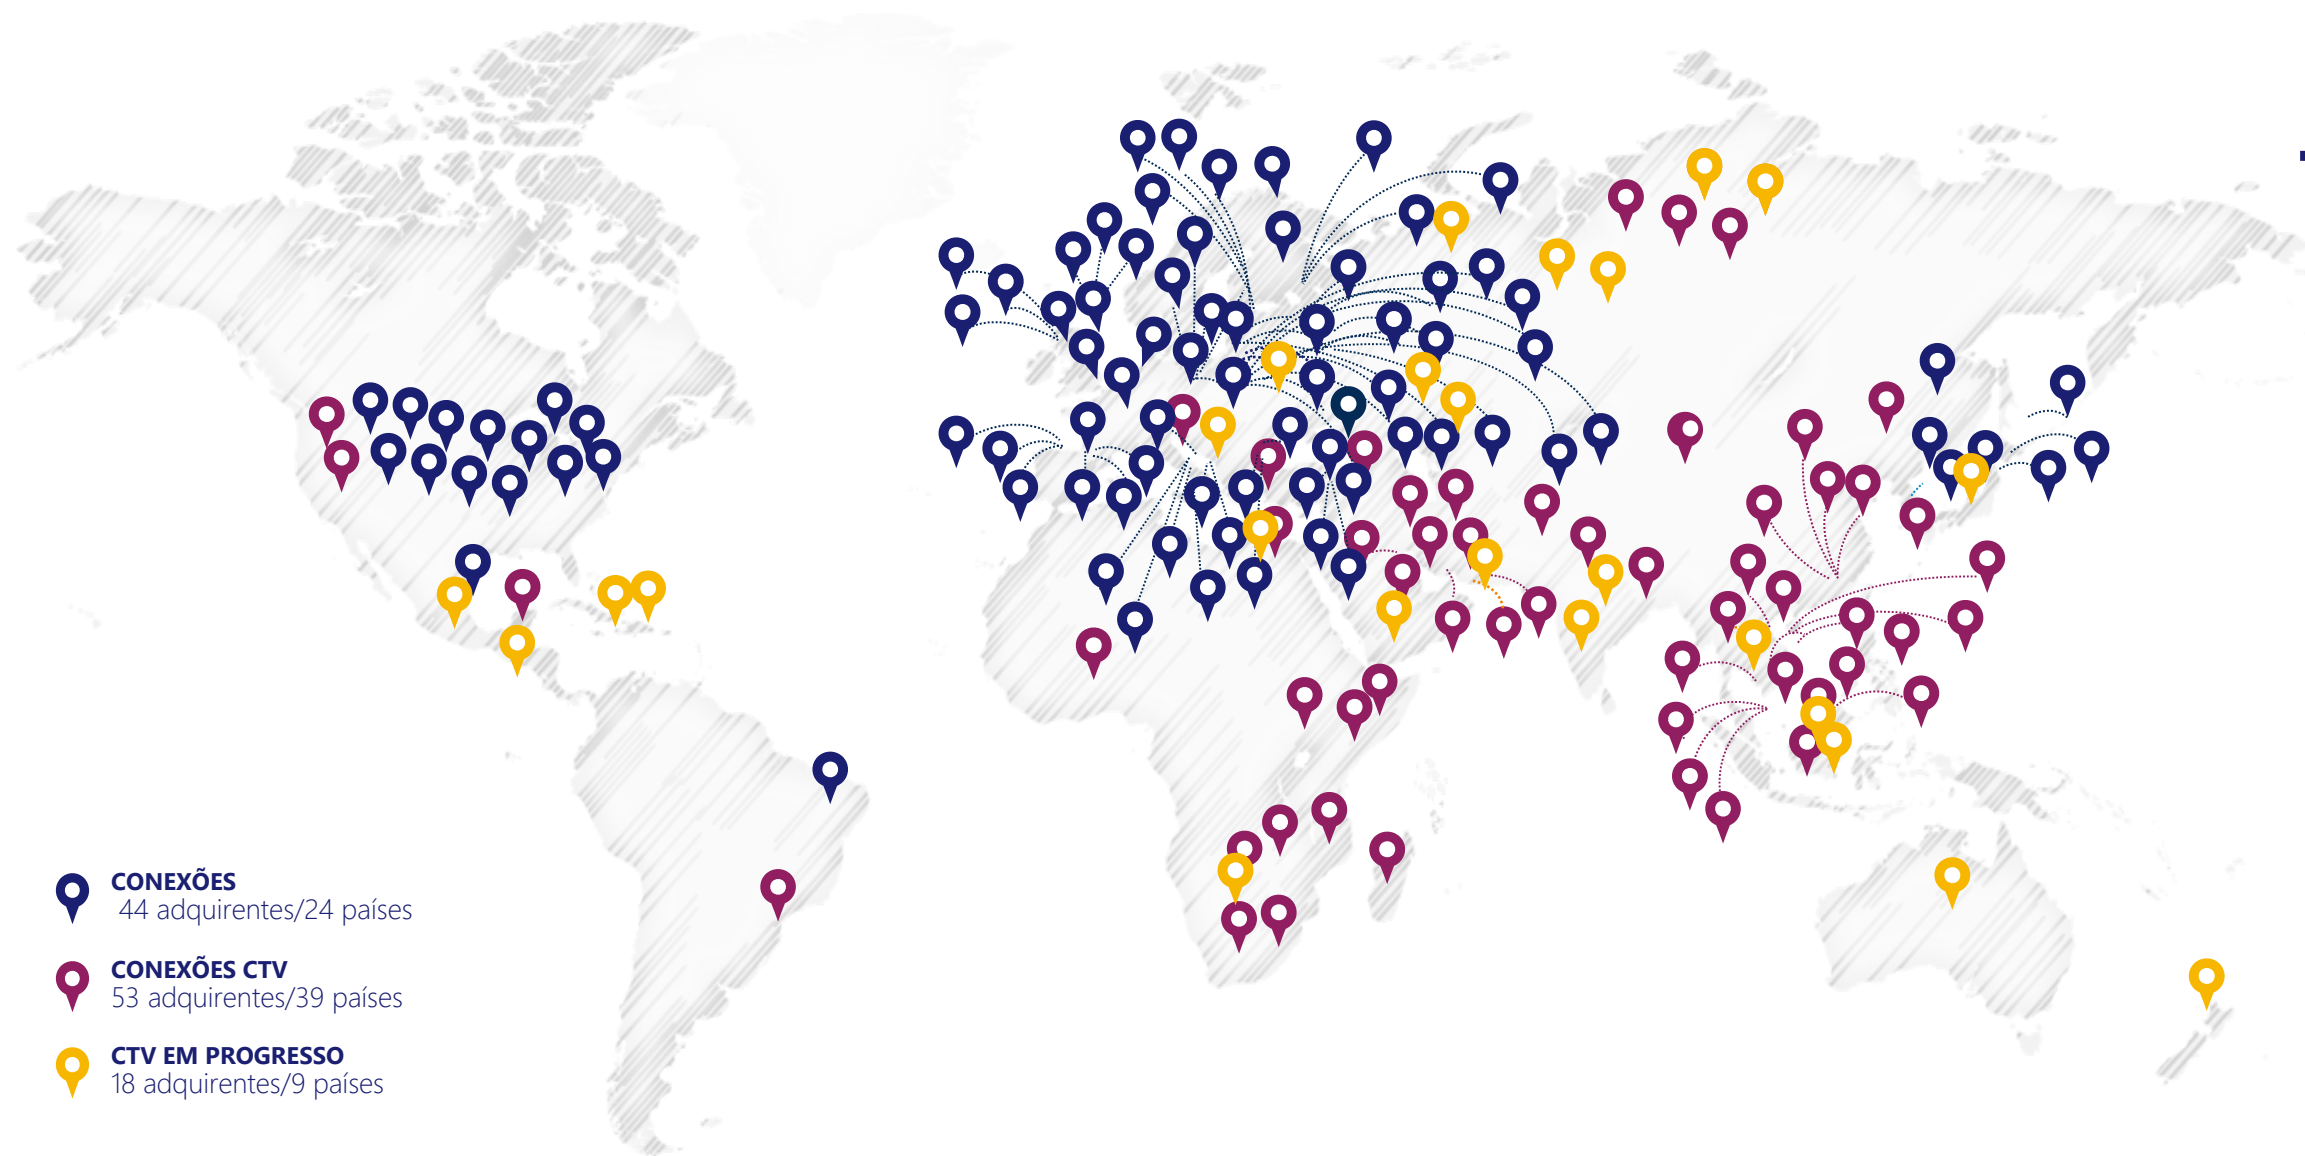 CONEXÕES
44 adquirentes/24 países
CONEXÕES CTV
53 adquirentes/39 países
CTV EM PROGRESSO
18 adquirentes/9 países